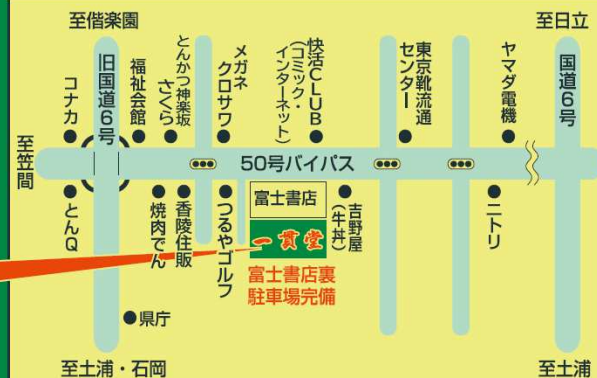 至偕楽園
至日立
旧国道6号
国道6号
コナカ
福祉会館
とんかつ神楽坂
さくら
メガネ
クロサワ
快活CLUB
(コミック・
インターネット)
東京靴流通
センター
ヤマダ電機
至笠間
50号バイパス
とんQ
焼肉でん
香陵住販
つるやゴルフ
富士書店
一貫堂
吉野屋
(牛丼)
ニトリ
富士書店裏
駐車場完備
県庁
至土浦・石岡
至土浦